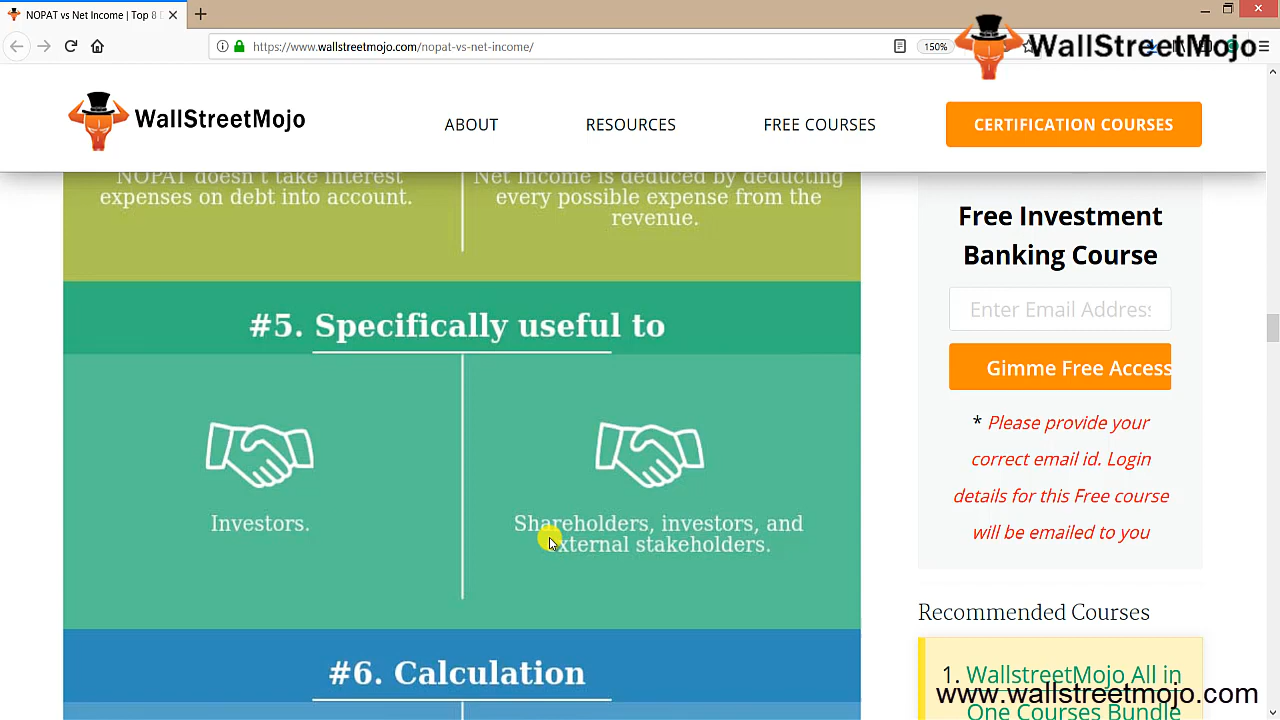 NOPAT vs Net Income | Top 8 D
https://www.wallstreetmojo.com/nopat-vs-net-income/
150%
WallStreetMojo
WallStreetMojo
ABOUT
RESOURCES
FREE COURSES
CERTIFICATION COURSES
NOPAT doesn't take interest
expenses on debt into account.
Net Income is deduced by deducting
every possible expense from the
revenue.
#5. Specifically useful to
Investors.
Shareholders, investors, and
external stakeholders.
#6. Calculation
Free Investment
Banking Course
Enter Email Address
Gimme Free Access
* Please provide your
correct email id. Login
details for this Free course
will be emailed to you
Recommended Courses
1. WallstreetMojo All in
One Courses Bundle
www.wallstreetmojo.com